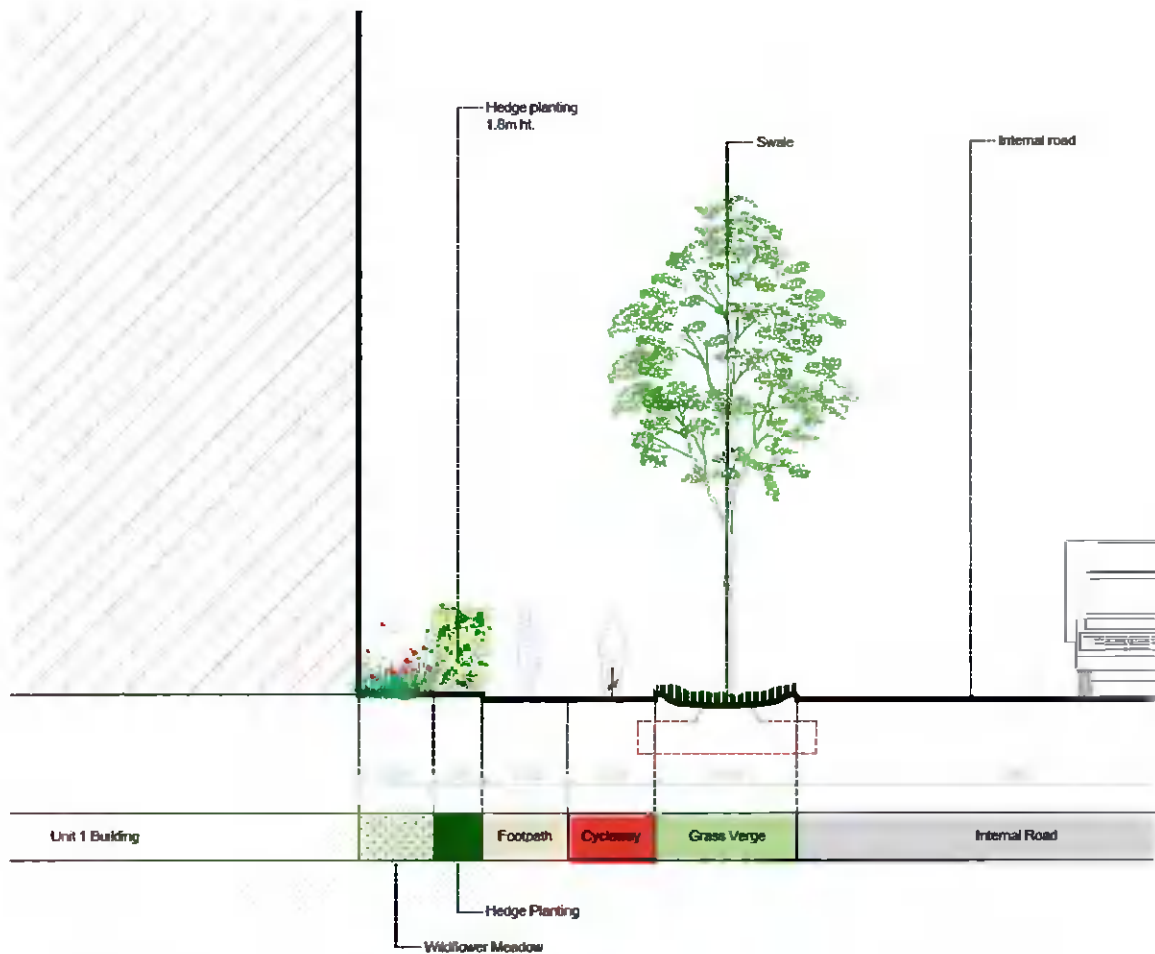 Hedge planting
1.8m ht.
Swale
Internal road
Unit 1 Building
Footpath
Cycleway
Grass Verge
Internal Road
Hedge Planting
Wildflower Meadow